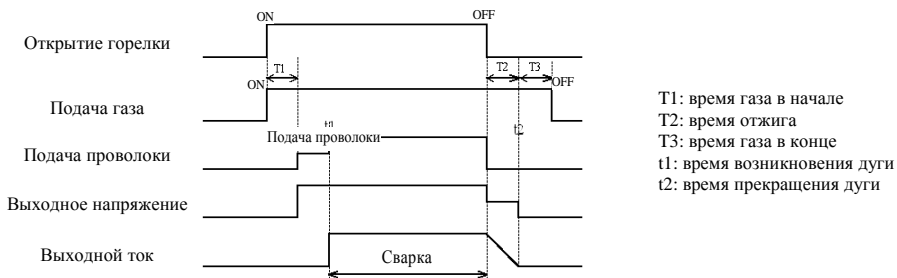 ON
OFF
Открытие горелки
T1
T2
T3
ON
OFF
Подача газа
t1
t2
Подача проволоки
Подача проволоки
Выходное напряжение
Выходной ток
Сварка
T1: время газа в начале
T2: время отжига
T3: время газа в конце
t1: время возникновения дуги
t2: время прекращения дуги